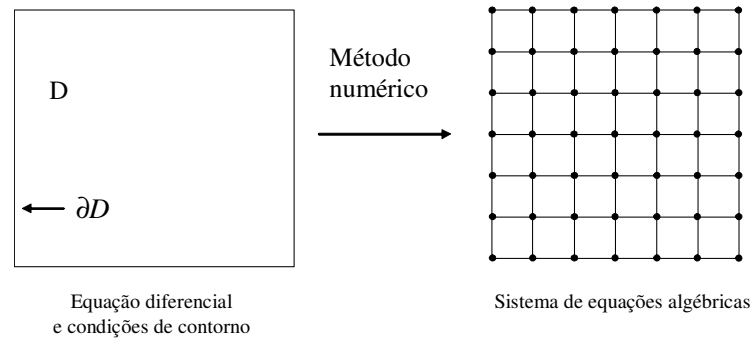 D
Método
numérico
∂D
Equação diferencial
e condições de contorno
Sistema de equações algébricas